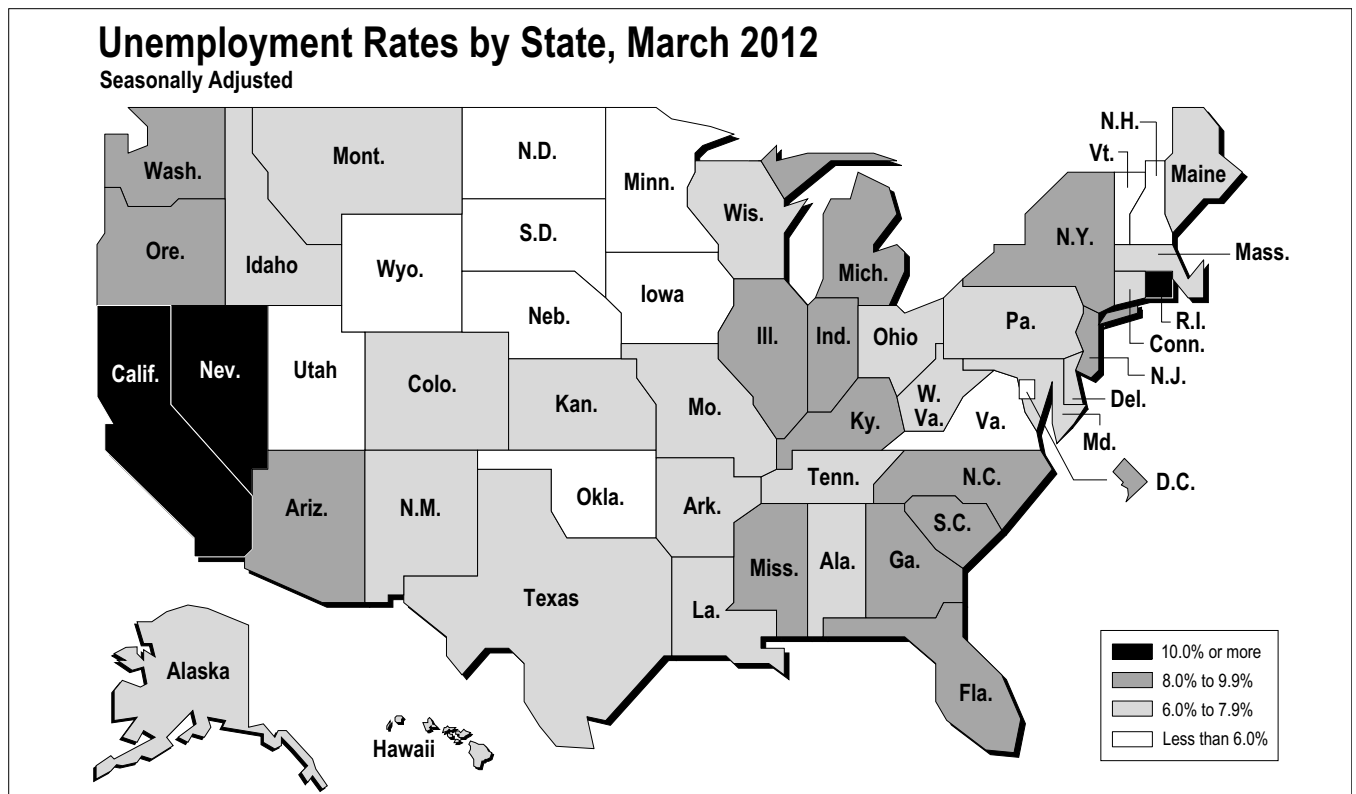 Unemployment Rates by State, March 2012
Seasonally Adjusted
N.H.
Vt.
Maine
Wash.
Mont.
N.D.
Minn.
Wis.
N.Y.
Mass.
Ore.
Idaho
S.D.
Wyo.
Mich.
Iowa
Neb.
Pa.
R.I.
Conn.
N.J.
Calif.
Nev.
Utah
Colo.
Ill.
Ind.
Ohio
Kan.
Mo.
W.
Va.
Ky.
Va.
Del.
Md.
D.C.
Ariz.
N.M.
Okla.
Ark.
Tenn.
N.C.
S.C.
Texas
La.
Miss.
Ala.
Ga.
Fla.
Alaska
Hawaii
10.0% or more
8.0% to 9.9%
6.0% to 7.9%
Less than 6.0%